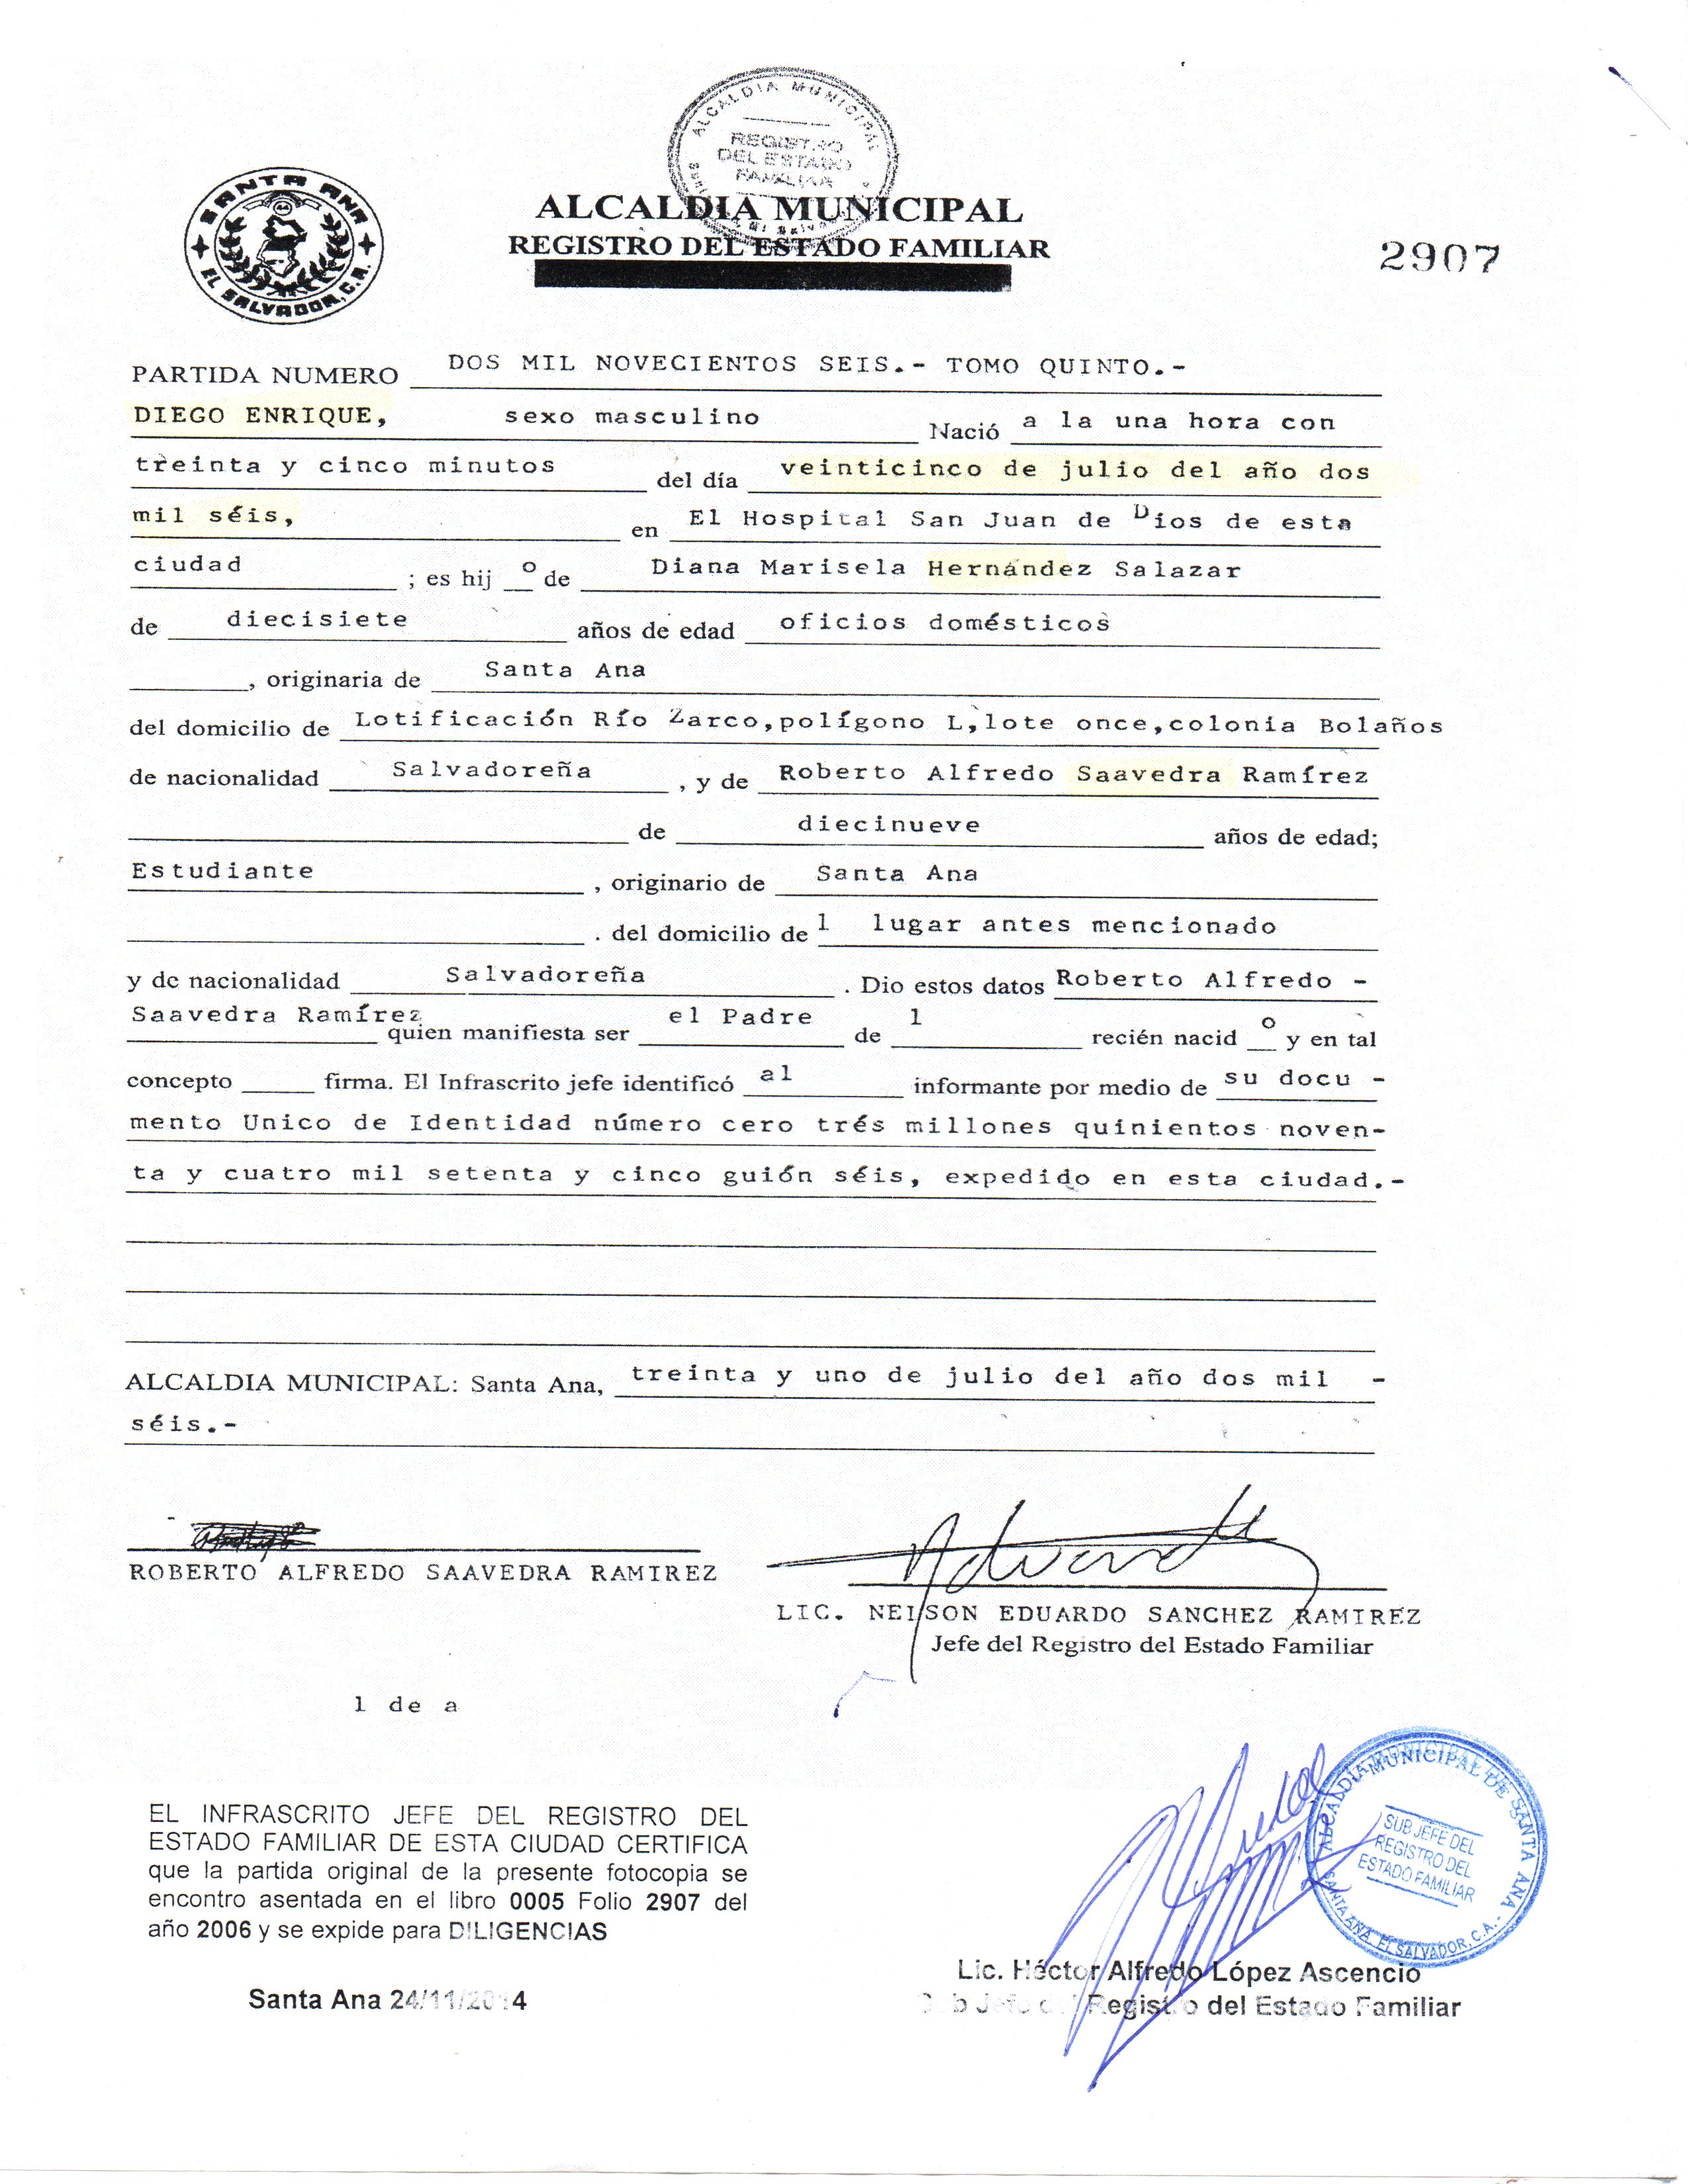 ALCALDIA MUNICIPAL
REGISTRO DEL ESTADO FAMILIAR
SANTA ANA
EL SALVADOR, C.A.
ALCALDIA MUNICIPAL
REGISTRO DEL ESTADO FAMILIAR
2907
PARTIDA NUMERO DOS MIL NOVECIENTOS SEIS.- TOMO QUINTO.-
DIEGO ENRIQUE, sexo masculino Nació a la una hora con
treinta y cinco minutos del día veinticinco de julio del año dos
mil séis, en El Hospital San Juan de Dios de esta
ciudad ; es hij o de Diana Marisela Hernández Salazar
de diecisiete años de edad oficios domésticos
, originaria de Santa Ana
del domicilio de Lotificación Río Zarco,polígono L,lote once,colonia Bolaños
de nacionalidad Salvadoreña , y de Roberto Alfredo Saavedra Ramírez
de diecinueve años de edad;
Estudiante , originario de Santa Ana
. del domicilio de l lugar antes mencionado
y de nacionalidad Salvadoreña . Dio estos datos Roberto Alfredo -
Saavedra Ramírez quien manifiesta ser el Padre de l recién nacid o y en tal
concepto firma. El Infrascrito jefe identificó al informante por medio de su docu -
mento Unico de Identidad número cero trés millones quinientos noven-
ta y cuatro mil setenta y cinco guión séis, expedido en esta ciudad.-
ALCALDIA MUNICIPAL: Santa Ana, treinta y uno de julio del año dos mil -
séis.-
ROBERTO ALFREDO SAAVEDRA RAMIREZ
LIC. NELSON EDUARDO SANCHEZ RAMIREZ
Jefe del Registro del Estado Familiar
l de a
EL INFRASCRITO JEFE DEL REGISTRO DEL
ESTADO FAMILIAR DE ESTA CIUDAD CERTIFICA
que la partida original de la presente fotocopia se
encontro asentada en el libro 0005 Folio 2907 del
año 2006 y se expide para DILIGENCIAS
Santa Ana 24/11/2014
ALCALDIA MUNICIPAL DE SANTA ANA
SUB JEFE DEL
REGISTRO DEL
ESTADO FAMILIAR
SANTA ANA EL SALVADOR, C.A.
Lic. Héctor Alfredo López Ascencio
Sub Jefe del Registro del Estado Familiar